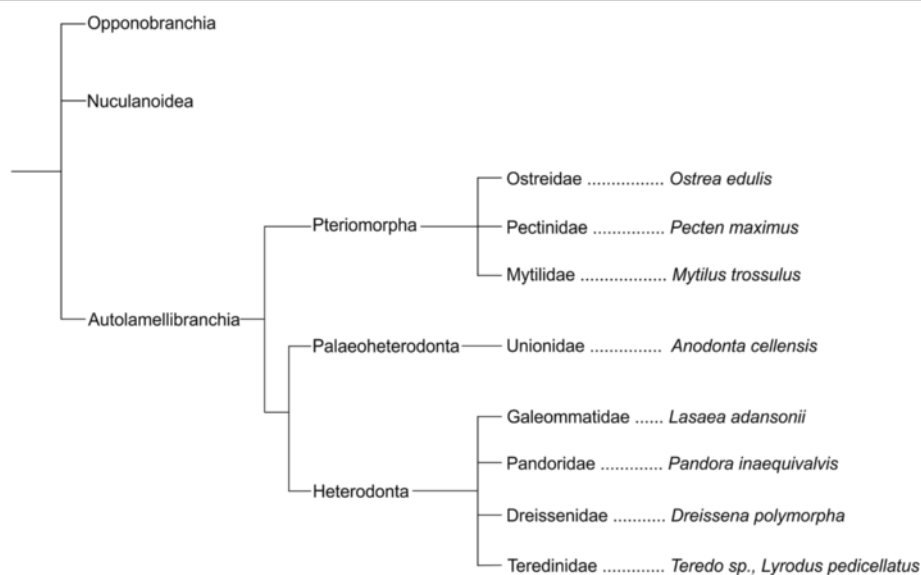 Opponobranchia
Nuculanoidea
Ostreidae ............... Ostrea edulis
Pteriomorpha
Pectinidae .............. Pecten maximus
Mytilidae ................. Mytilus trossulus
Autolamellibranchia
Palaeoheterodonta
Unionidae .............. Anodonta cellensis
Galeommatidae ...... Lasaea adansonii
Pandoridae ............ Pandora inaequivalvis
Heterodonta
Dreissenidae .......... Dreissena polymorpha
Teredinidae ............ Teredo sp., Lyrodus pedicellatus